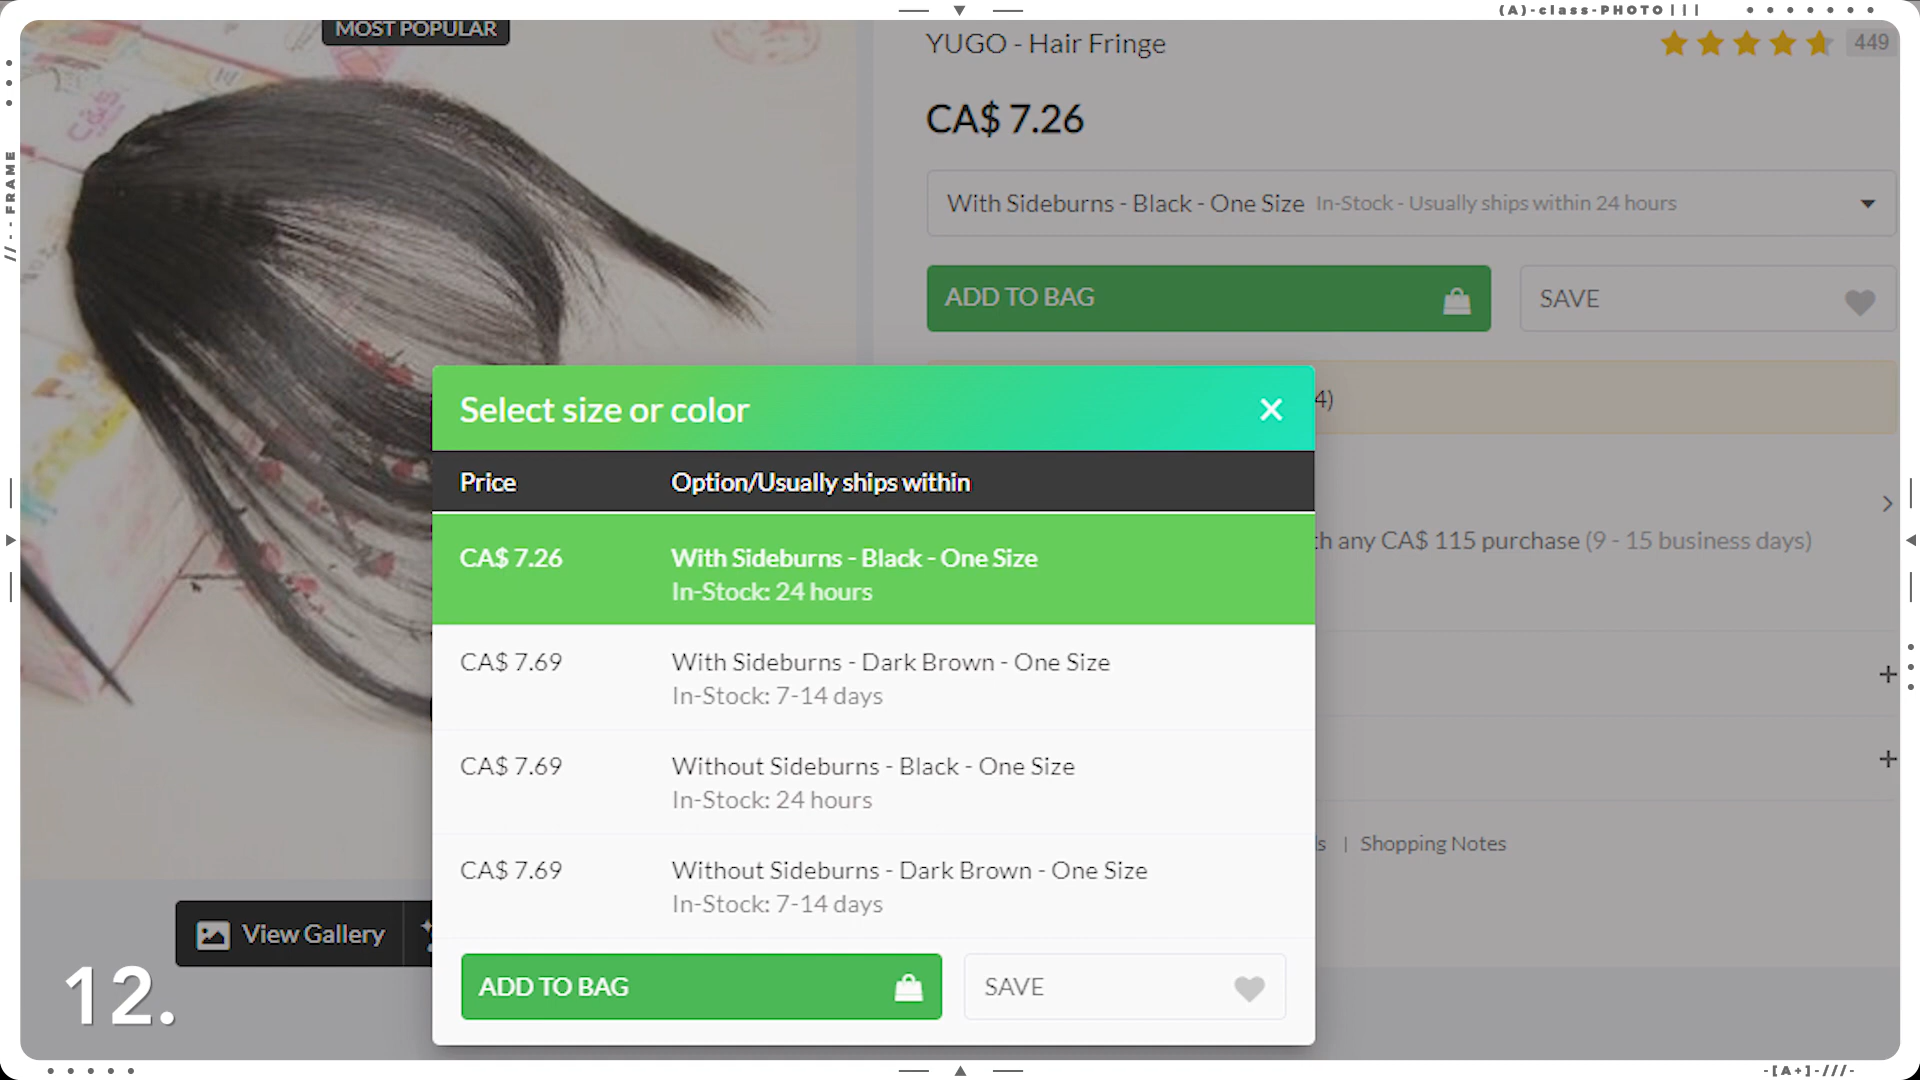 (A)-class-PHOTO|||
//--FRAME
MOST POPULAR
C&S
YUGO - Hair Fringe
449
CA$ 7.26
With Sideburns - Black - One Size In-Stock - Usually ships within 24 hours
ADD TO BAG
SAVE
4)
Select size or color
Price Option/Usually ships within
CA$ 7.26 With Sideburns - Black - One Size
In-Stock: 24 hours
any CA$ 115 purchase (9 - 15 business days)
CA$ 7.69 With Sideburns - Dark Brown - One Size
In-Stock: 7-14 days
CA$ 7.69 Without Sideburns - Black - One Size
In-Stock: 24 hours
| Shopping Notes
CA$ 7.69 Without Sideburns - Dark Brown - One Size
In-Stock: 7-14 days
View Gallery
ADD TO BAG
SAVE
12.
-[A+]-///-